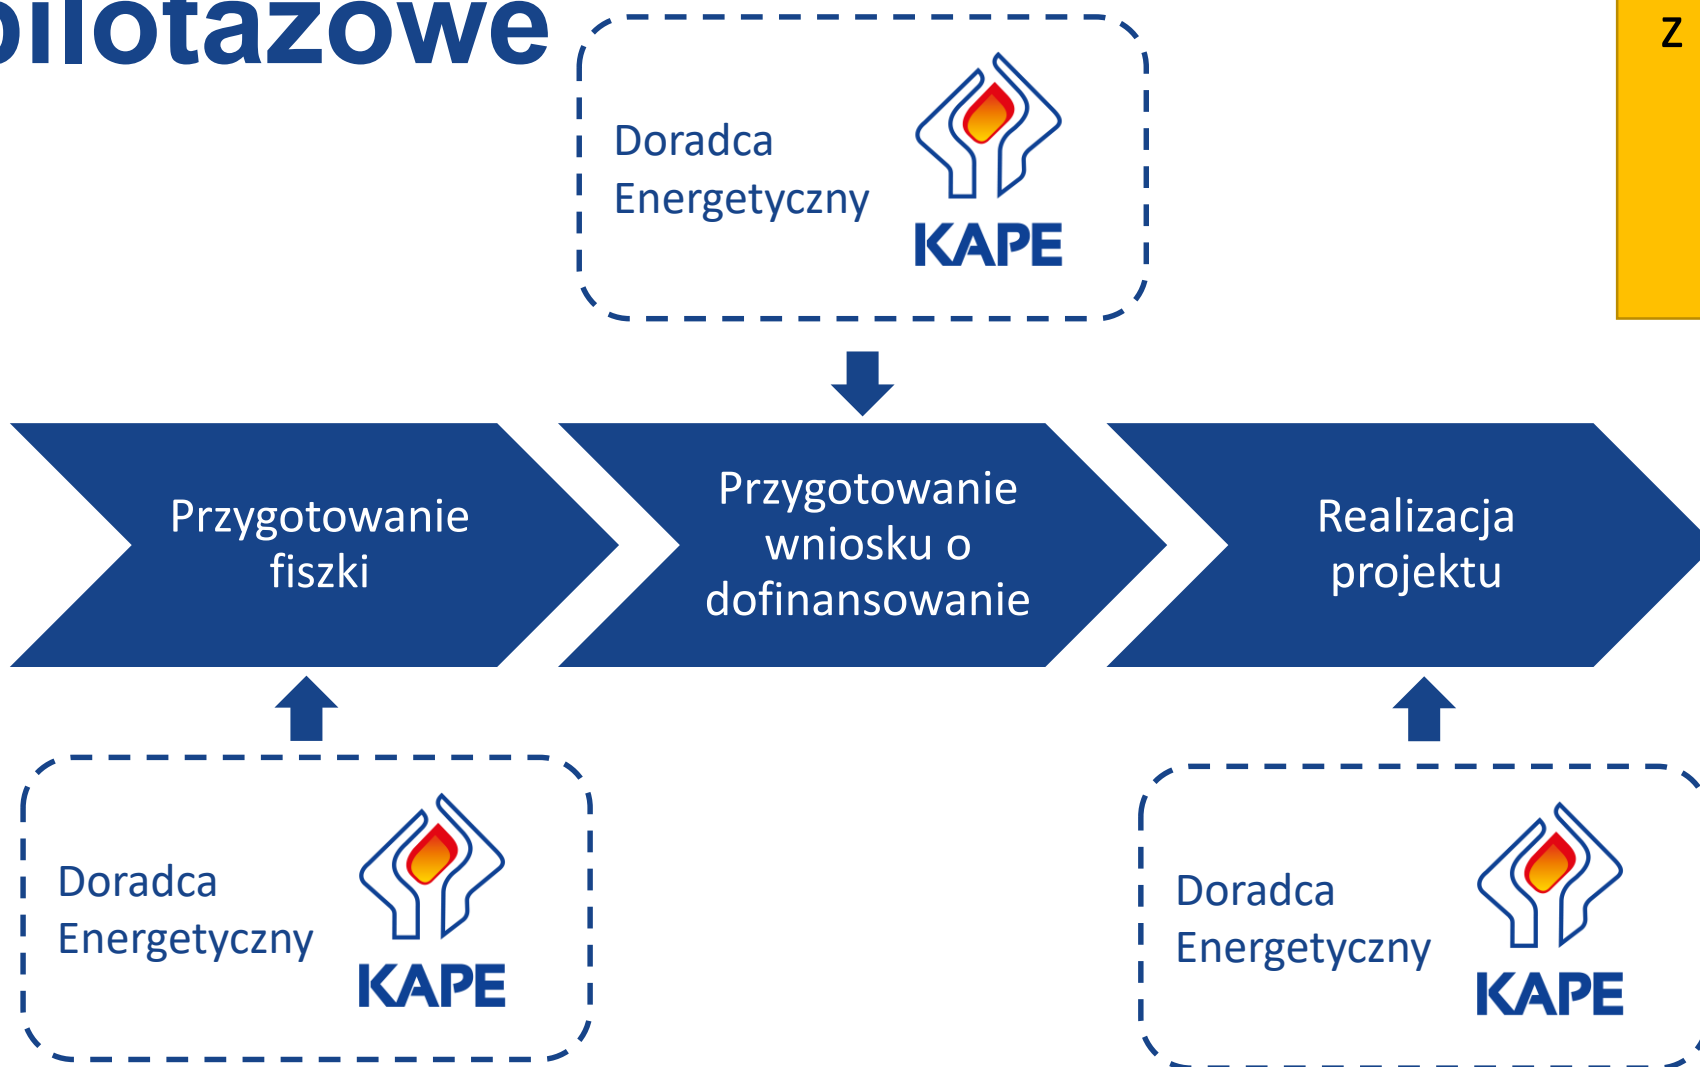 pilotażowe
z
Doradca
Energetyczny
KAPE
Przygotowanie
fiszki
Przygotowanie
wniosku o
dofinansowanie
Realizacja
projektu
Doradca
Energetyczny
KAPE
Doradca
Energetyczny
KAPE